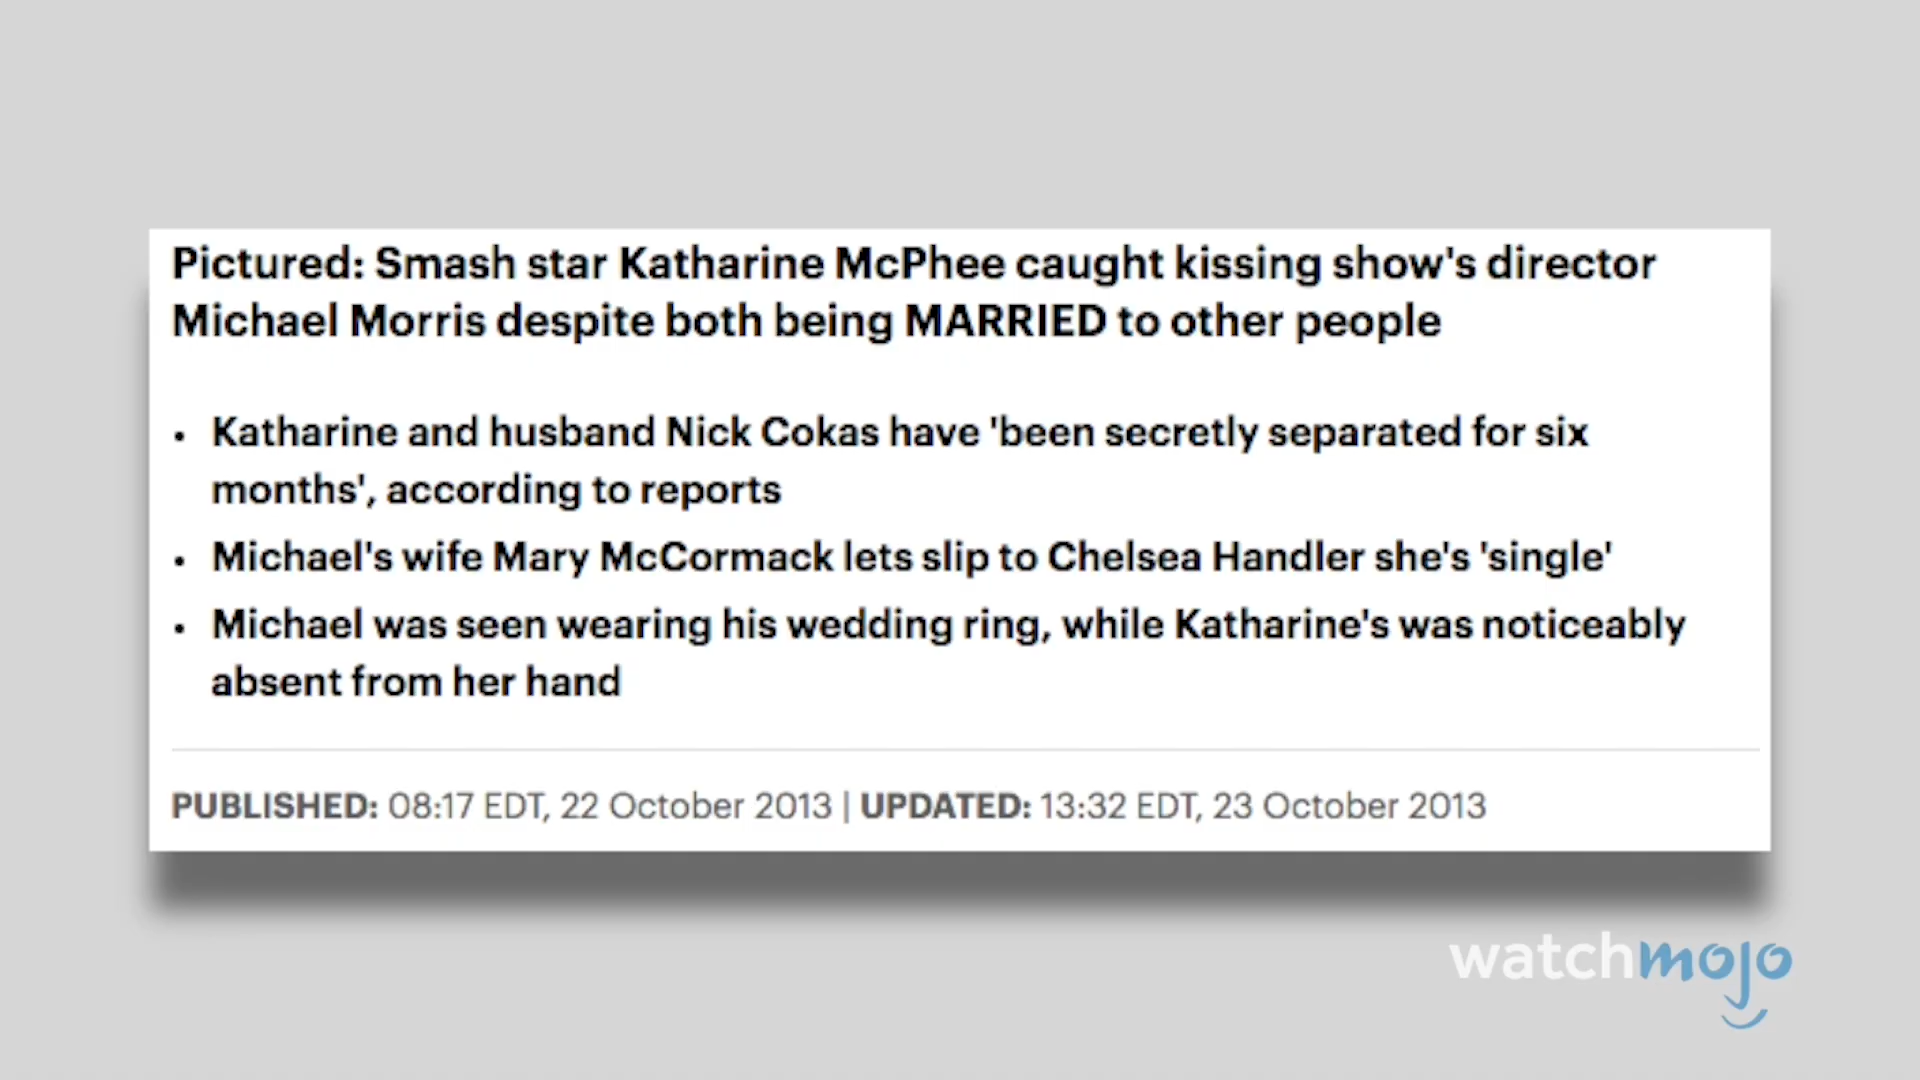 Pictured: Smash star Katharine McPhee caught kissing show's director
Michael Morris despite both being MARRIED to other people
• Katharine and husband Nick Cokas have 'been secretly separated for six
months', according to reports
• Michael's wife Mary McCormack lets slip to Chelsea Handler she's 'single'
• Michael was seen wearing his wedding ring, while Katharine's was noticeably
absent from her hand
PUBLISHED: 08:17 EDT, 22 October 2013 | UPDATED: 13:32 EDT, 23 October 2013
watchmojo